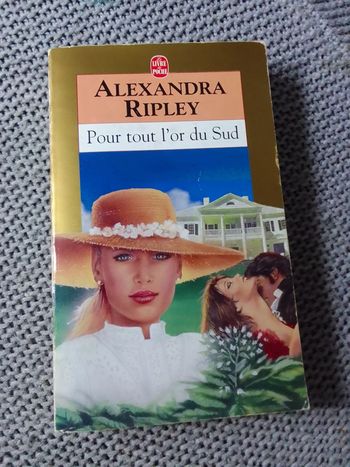 LE LIVRE
DE POCHE
ALEXANDRA
RIPLEY
Pour tout l'or du Sud